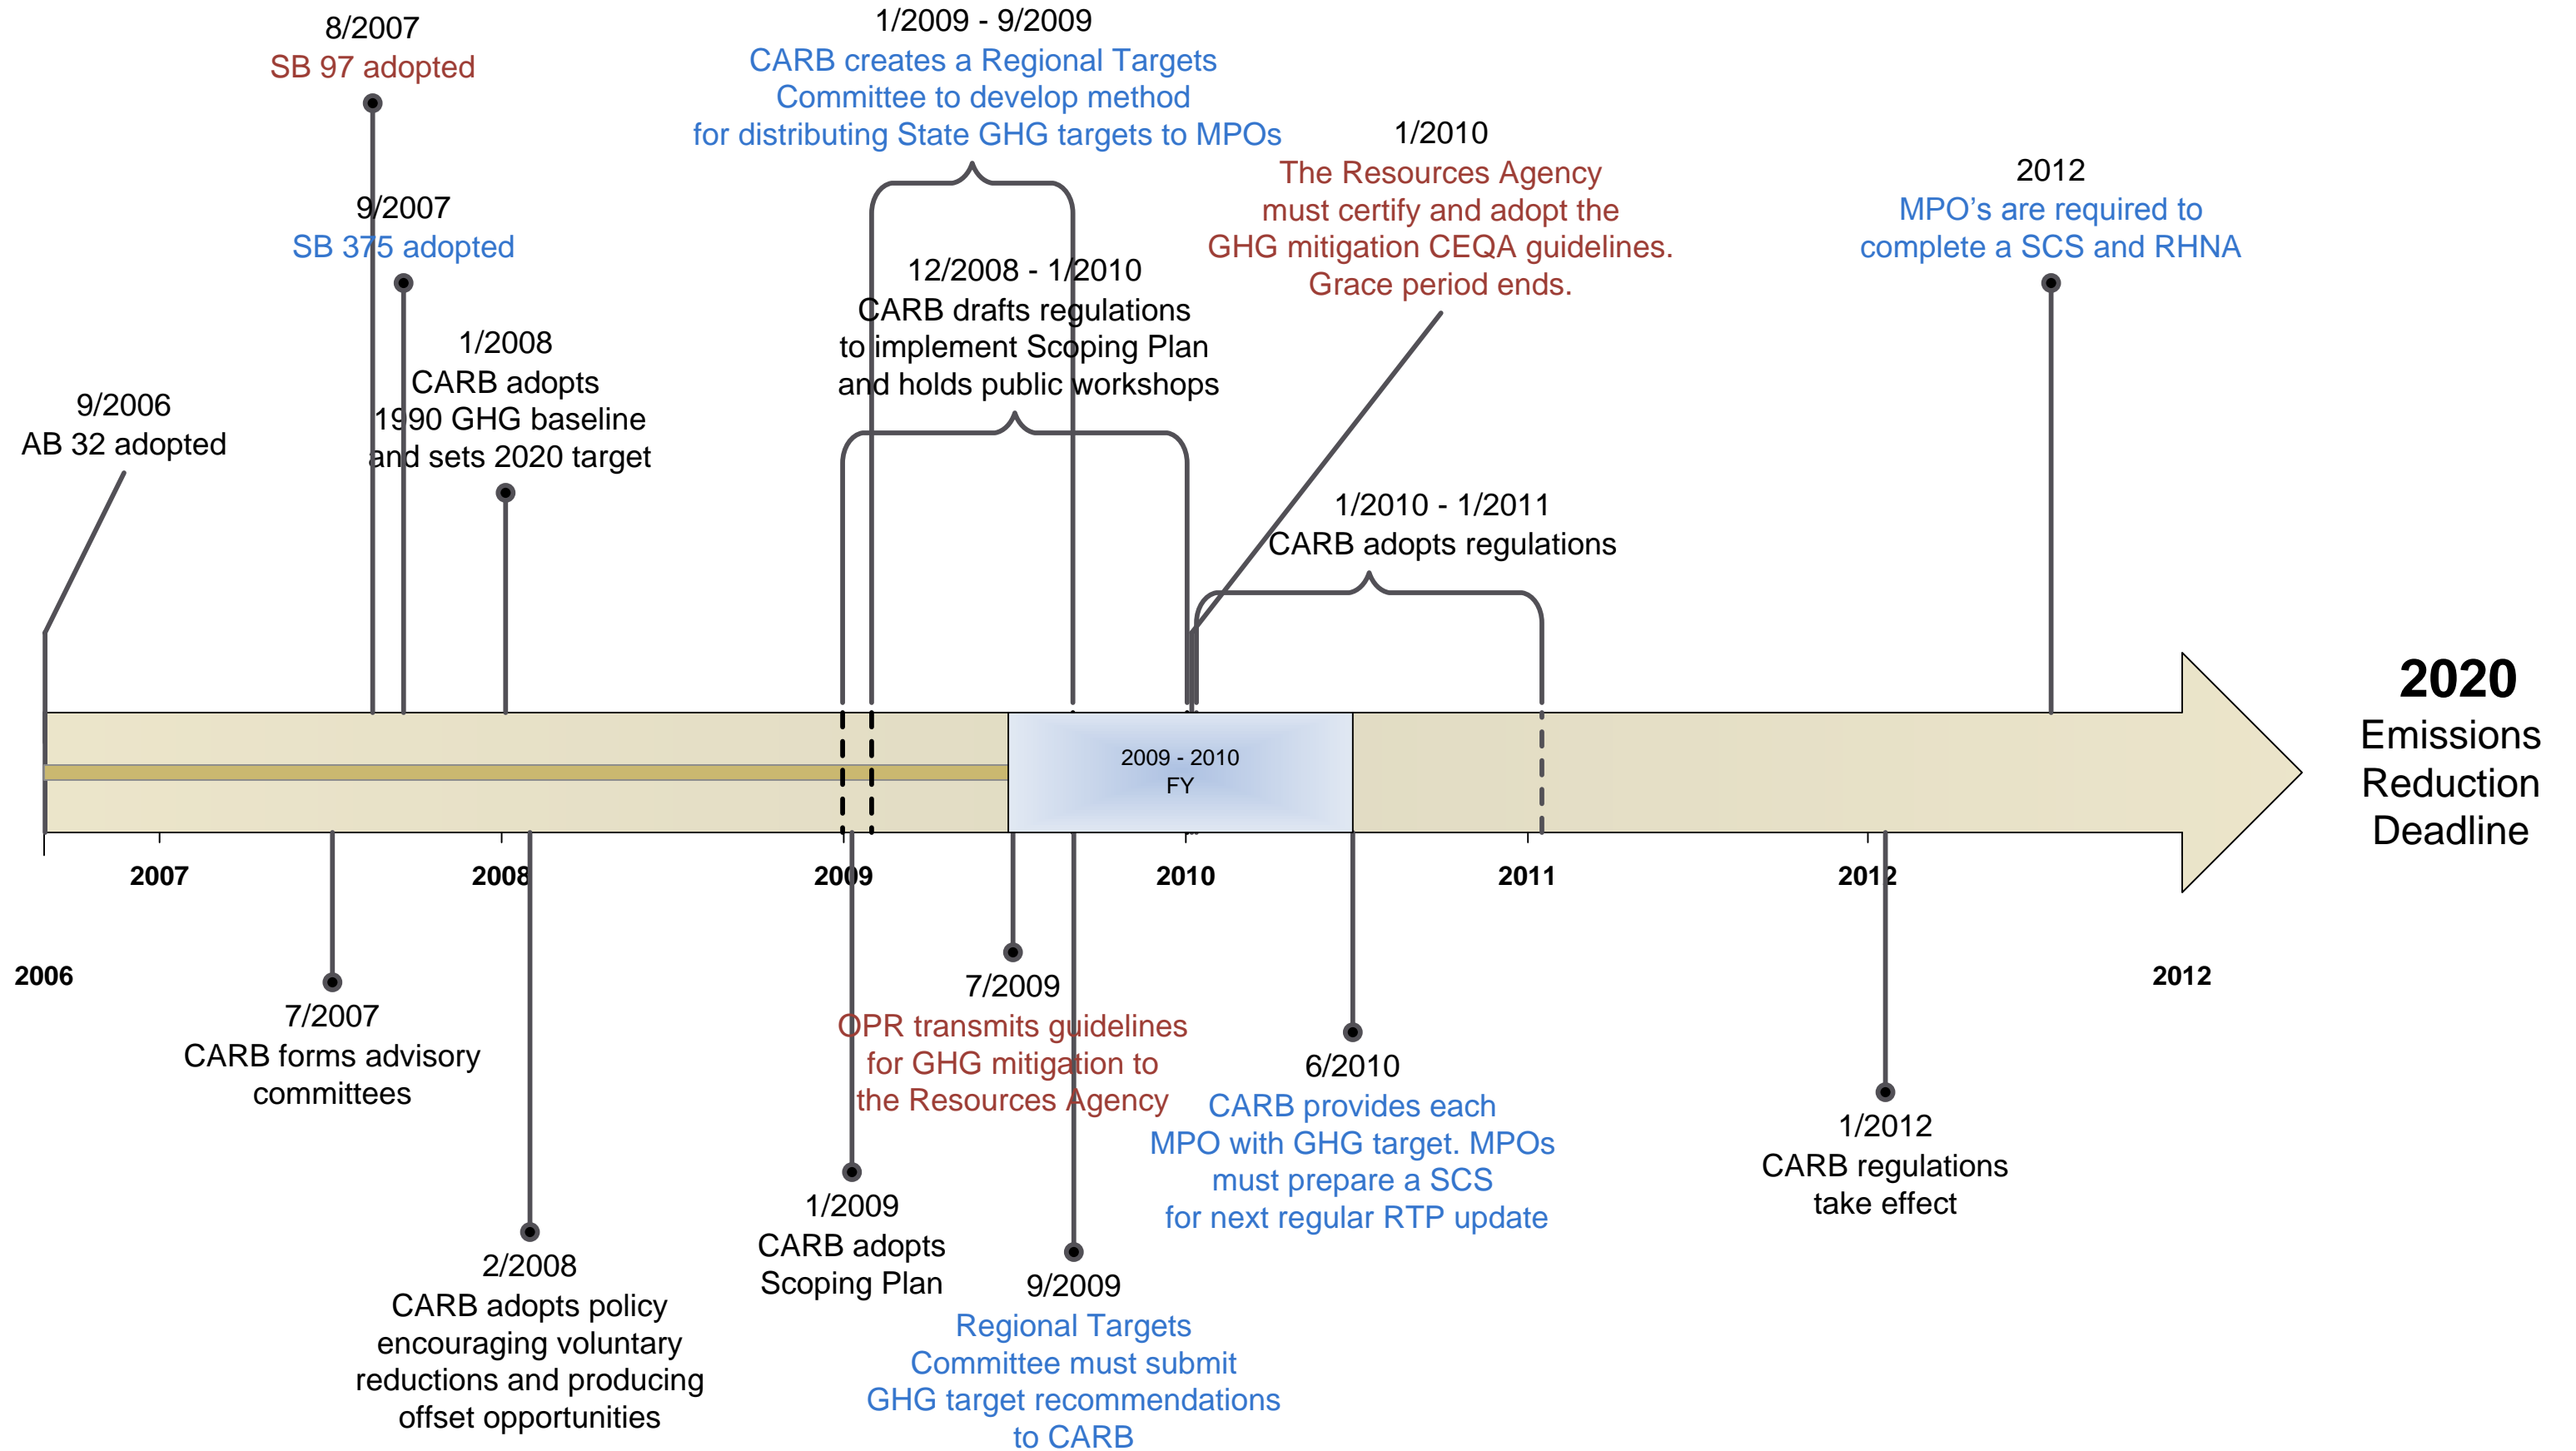 8/2007
SB 97 adopted
1/2009 - 9/2009
CARB creates a Regional Targets
Committee to develop method
for distributing State GHG targets to MPOs
1/2010
The Resources Agency
must certify and adopt the
GHG mitigation CEQA guidelines.
Grace period ends.
2012
MPO’s are required to
complete a SCS and RHNA
9/2007
SB 375 adopted
12/2008 - 1/2010
CARB drafts regulations
to implement Scoping Plan
and holds public workshops
1/2008
CARB adopts
1990 GHG baseline
and sets 2020 target
9/2006
AB 32 adopted
1/2010 - 1/2011
CARB adopts regulations
2009 - 2010
FY
2020
Emissions
Reduction
Deadline
2007
2008
2009
2010
2011
2012
2006
2012
7/2007
CARB forms advisory
committees
7/2009
OPR transmits guidelines
for GHG mitigation to
the Resources Agency
6/2010
CARB provides each
MPO with GHG target. MPOs
must prepare a SCS
for next regular RTP update
1/2012
CARB regulations
take effect
1/2009
CARB adopts
Scoping Plan
2/2008
CARB adopts policy
encouraging voluntary
reductions and producing
offset opportunities
9/2009
Regional Targets
Committee must submit
GHG target recommendations
to CARB